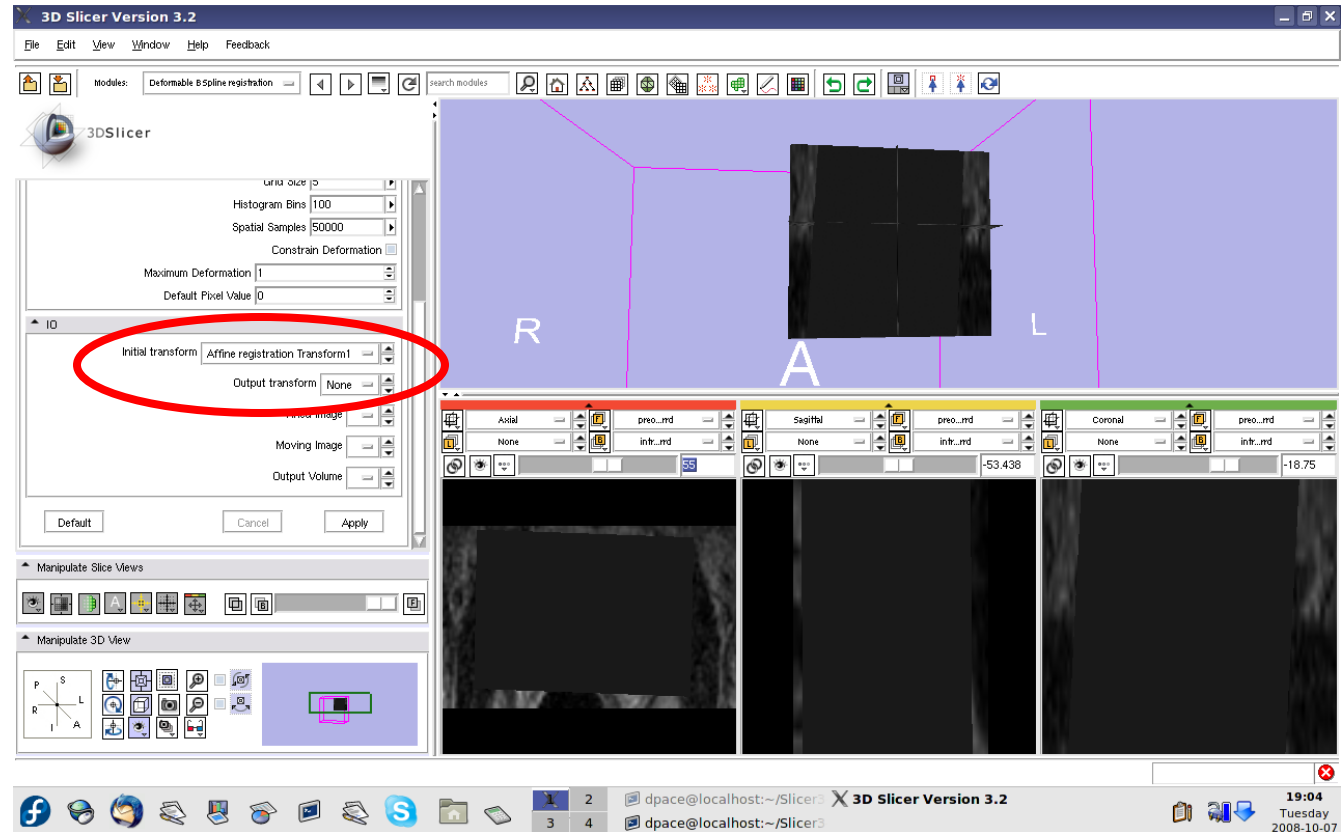 3D Slicer Version 3.2
File Edit View Window Help Feedback
Modules: Deformable BSpline registration search modules
3DSlicer
Grid Size 5
Histogram Bins 100
Spatial Samples 50000
Constrain Deformation
Maximum Deformation 1
Default Pixel Value 0
IO
Initial transform Affine registration Transform1
Output transform None
Fixed Image
Moving Image
Output Volume
Default Cancel Apply
Manipulate Slice Views
A B F
Manipulate 3D View
P S L R I A
R A L
Axial F preo...rrd
None B intr...rrd
55
Sagittal F preo...rrd
None B intr...rrd
-53.438
Coronal F preo...rrd
None B intr...rrd
-18.75
1 2
3 4
dpace@localhost:~/Slicer3
dpace@localhost:~/Slicer3
3D Slicer Version 3.2
19:04
Tuesday
2008-10-07